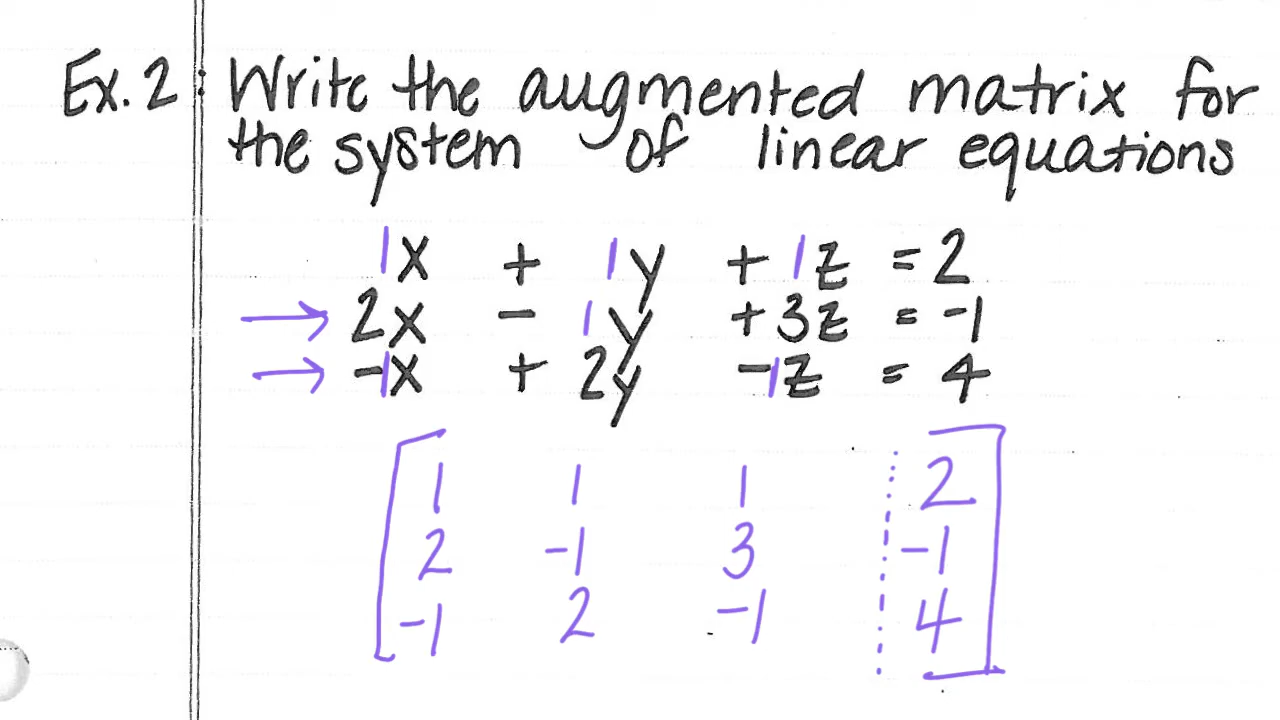 Ex. 2: Write the augmented matrix for
the system of linear equations
1x + 1y + 1z = 2
→ 2x - 1y + 3z = -1
→ -1x + 2y - 1z = 4
1 1 1 2
2 -1 3 -1
-1 2 -1 4